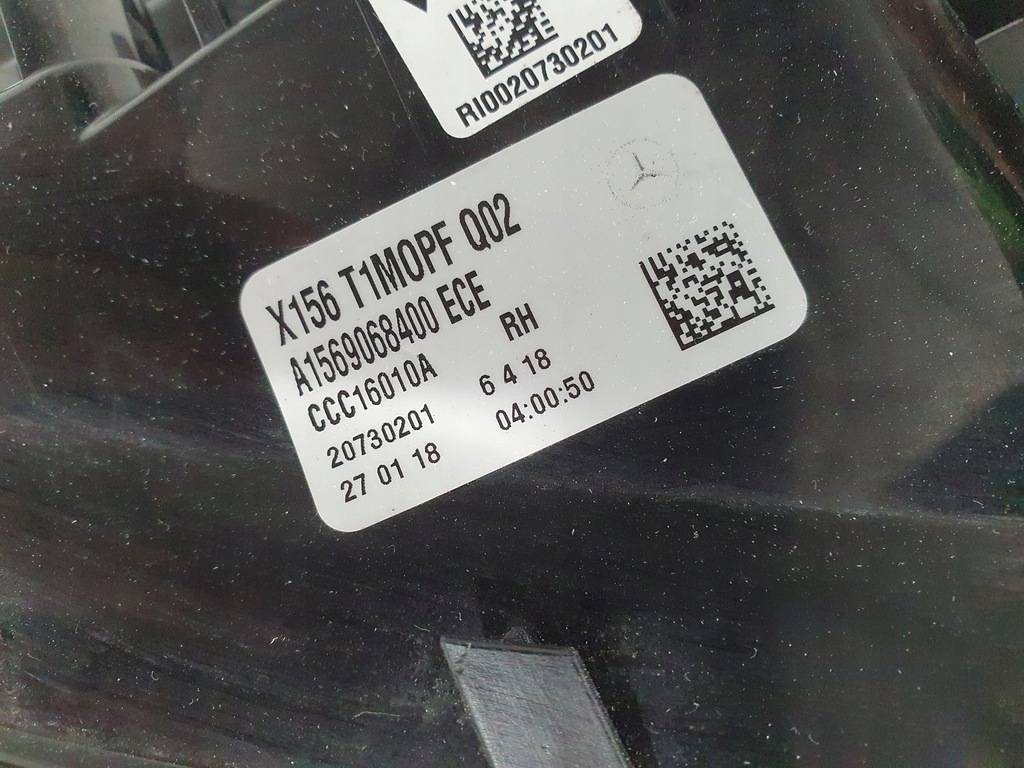 RI0020730201
X156 T1MOPF Q02
A1569068400 ECE
CCC16010A RH
20730201 6 4 18
27 01 18 04:00:50